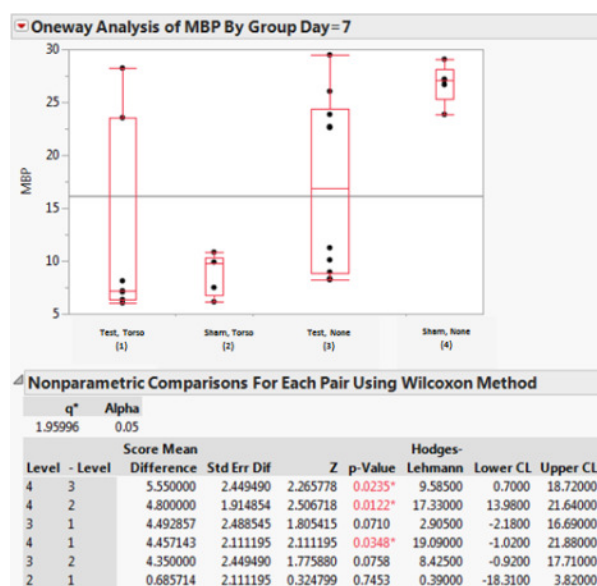 Oneway Analysis of MBP By Group Day=7
30
25
20
15
10
5
MBP
Test, Torso Sham, Torso Test, None Sham, None
(1) (2) (3) (4)
Nonparametric Comparisons For Each Pair Using Wilcoxon Method
q* Alpha
1.95996 0.05
Score Mean Hodges-
Level - Level Difference Std Err Dif Z p-Value Lehmann Lower CL Upper CL
4 3 5.550000 2.449490 2.265778 0.0235* 9.58500 0.7000 18.72000
4 2 4.800000 1.914854 2.506718 0.0122* 17.33000 13.9800 21.64000
3 1 4.492857 2.488545 1.805415 0.0710 2.90500 -2.1800 16.69000
4 1 4.457143 2.111195 2.111195 0.0348* 19.09000 -1.0200 21.88000
3 2 4.350000 2.449490 1.775880 0.0758 8.42500 -0.9200 17.71000
2 1 0.685714 2.111195 0.324799 0.7453 0.39000 -18.3100 3.82000